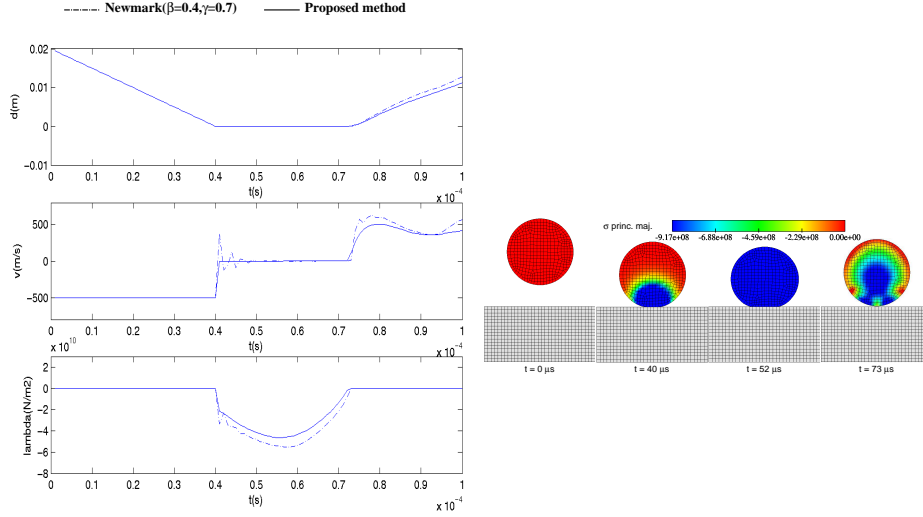 Newmark(β=0.4,γ=0.7) Proposed method
0.02
0.01
0
−0.01
d(m)
0 0.1 0.2 0.3 0.4 0.5 0.6 0.7 0.8 0.9 1
t(s)
x 10⁻⁴
500
0
−500
v(m/s)
0 0.1 0.2 0.3 0.4 0.5 0.6 0.7 0.8 0.9 1
t(s)
x 10⁻⁴
x 10¹⁰
2
0
−2
−4
−6
−8
lambda(N/m2)
0 0.1 0.2 0.3 0.4 0.5 0.6 0.7 0.8 0.9 1
t(s)
x 10⁻⁴
σ princ. maj.
-9.17e+08 -6.88e+08 -4.59e+08 -2.29e+08 0.00e+00
t = 0 µs t = 40 µs t = 52 µs t = 73 µs